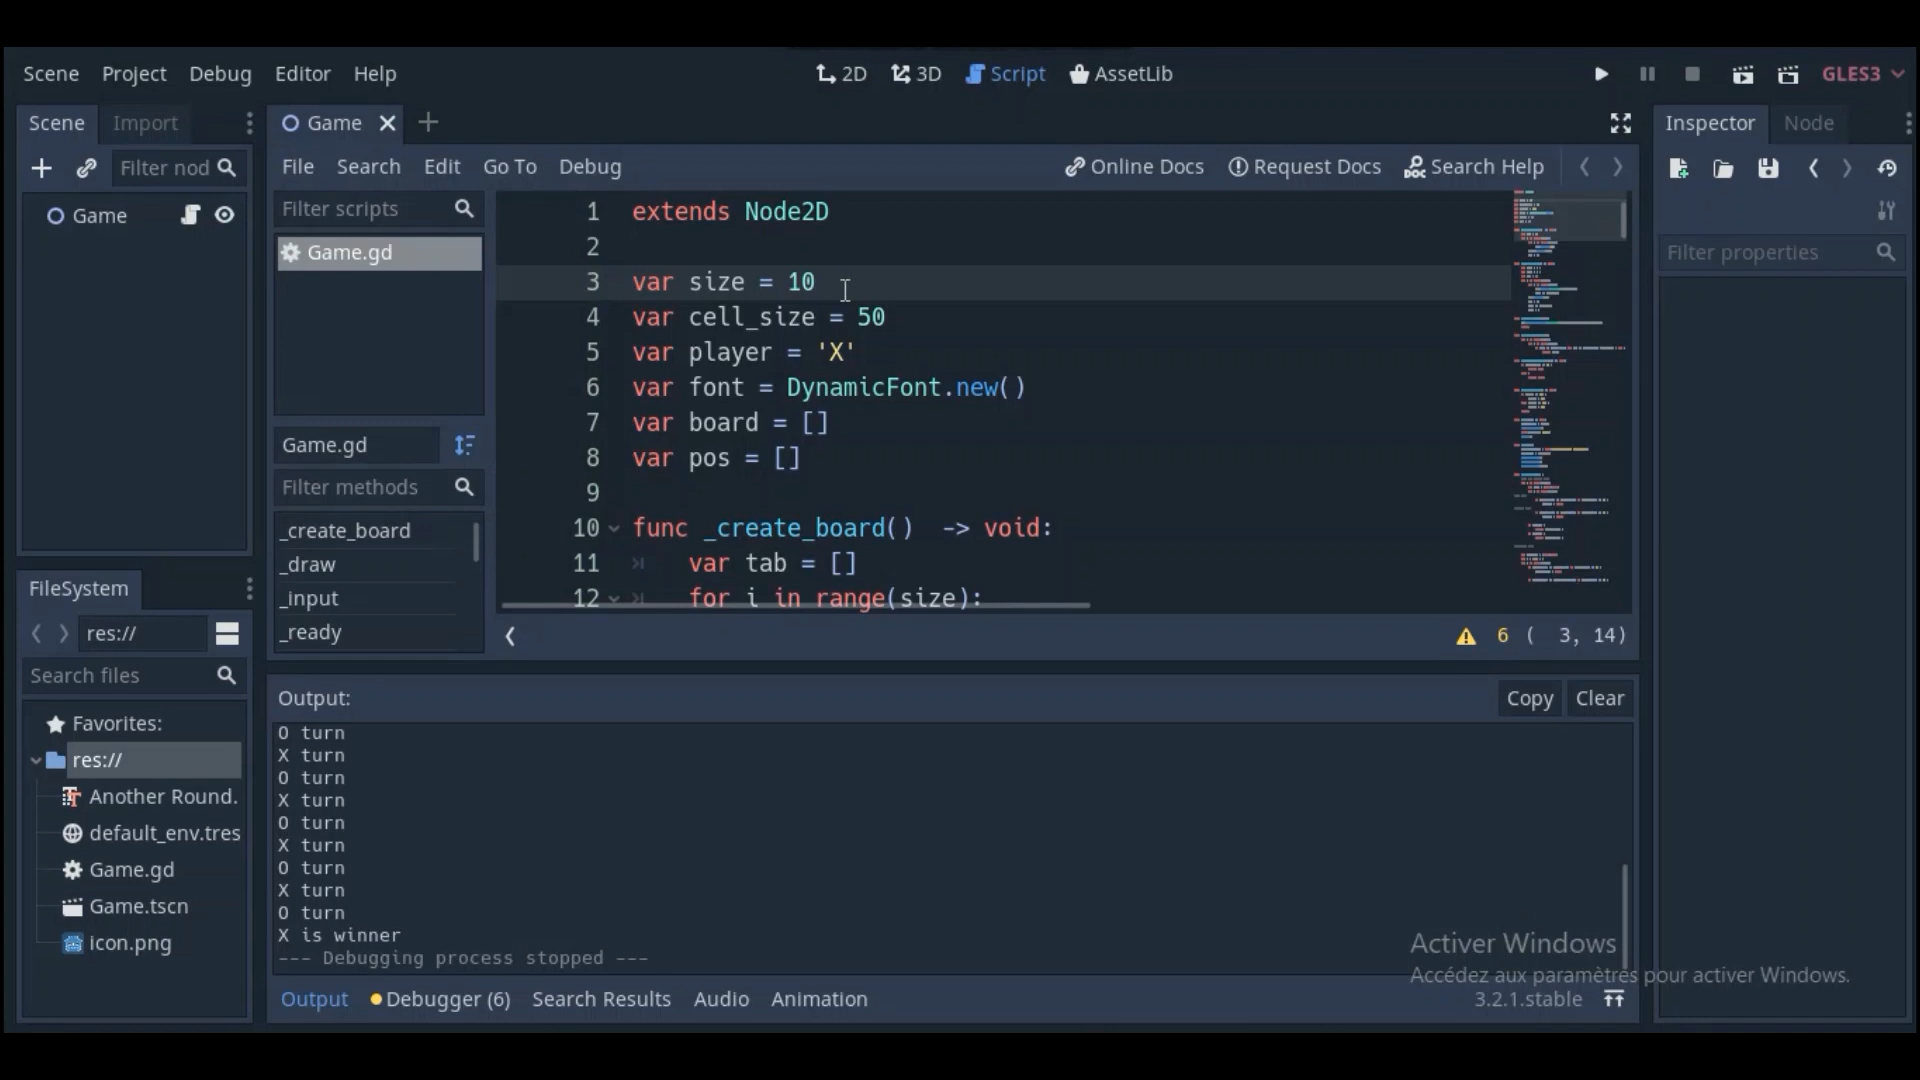 Scene Project Debug Editor Help 2D 3D Script AssetLib GLES3
Scene Import
Filter nod
Game
FileSystem
res://
Search files
Favorites:
res://
Another Round.
default_env.tres
Game.gd
Game.tscn
icon.png
Game
File Search Edit Go To Debug Online Docs Request Docs Search Help
Filter scripts
Game.gd
Game.gd
Filter methods
_create_board
_draw
_input
_ready
1 extends Node2D
2
3 var size = 10
4 var cell_size = 50
5 var player = 'X'
6 var font = DynamicFont.new()
7 var board = []
8 var pos = []
9
10 func _create_board()  -> void:
11 var tab = []
12 for i in range(size):
6 ( 3, 14)
Output: Copy Clear
O turn
X turn
O turn
X turn
O turn
X turn
O turn
X turn
O turn
X is winner
--- Debugging process stopped ---
Output Debugger (6) Search Results Audio Animation 3.2.1.stable
Inspector Node
Filter properties
Activer Windows
Accédez aux paramètres pour activer Windows.